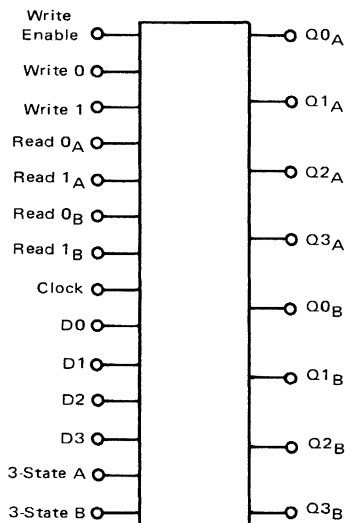 Write
Enable
Write 0
Write 1
Read 0A
Read 1A
Read 0B
Read 1B
Clock
D0
D1
D2
D3
3-State A
3-State B
Q0A
Q1A
Q2A
Q3A
Q0B
Q1B
Q2B
Q3B